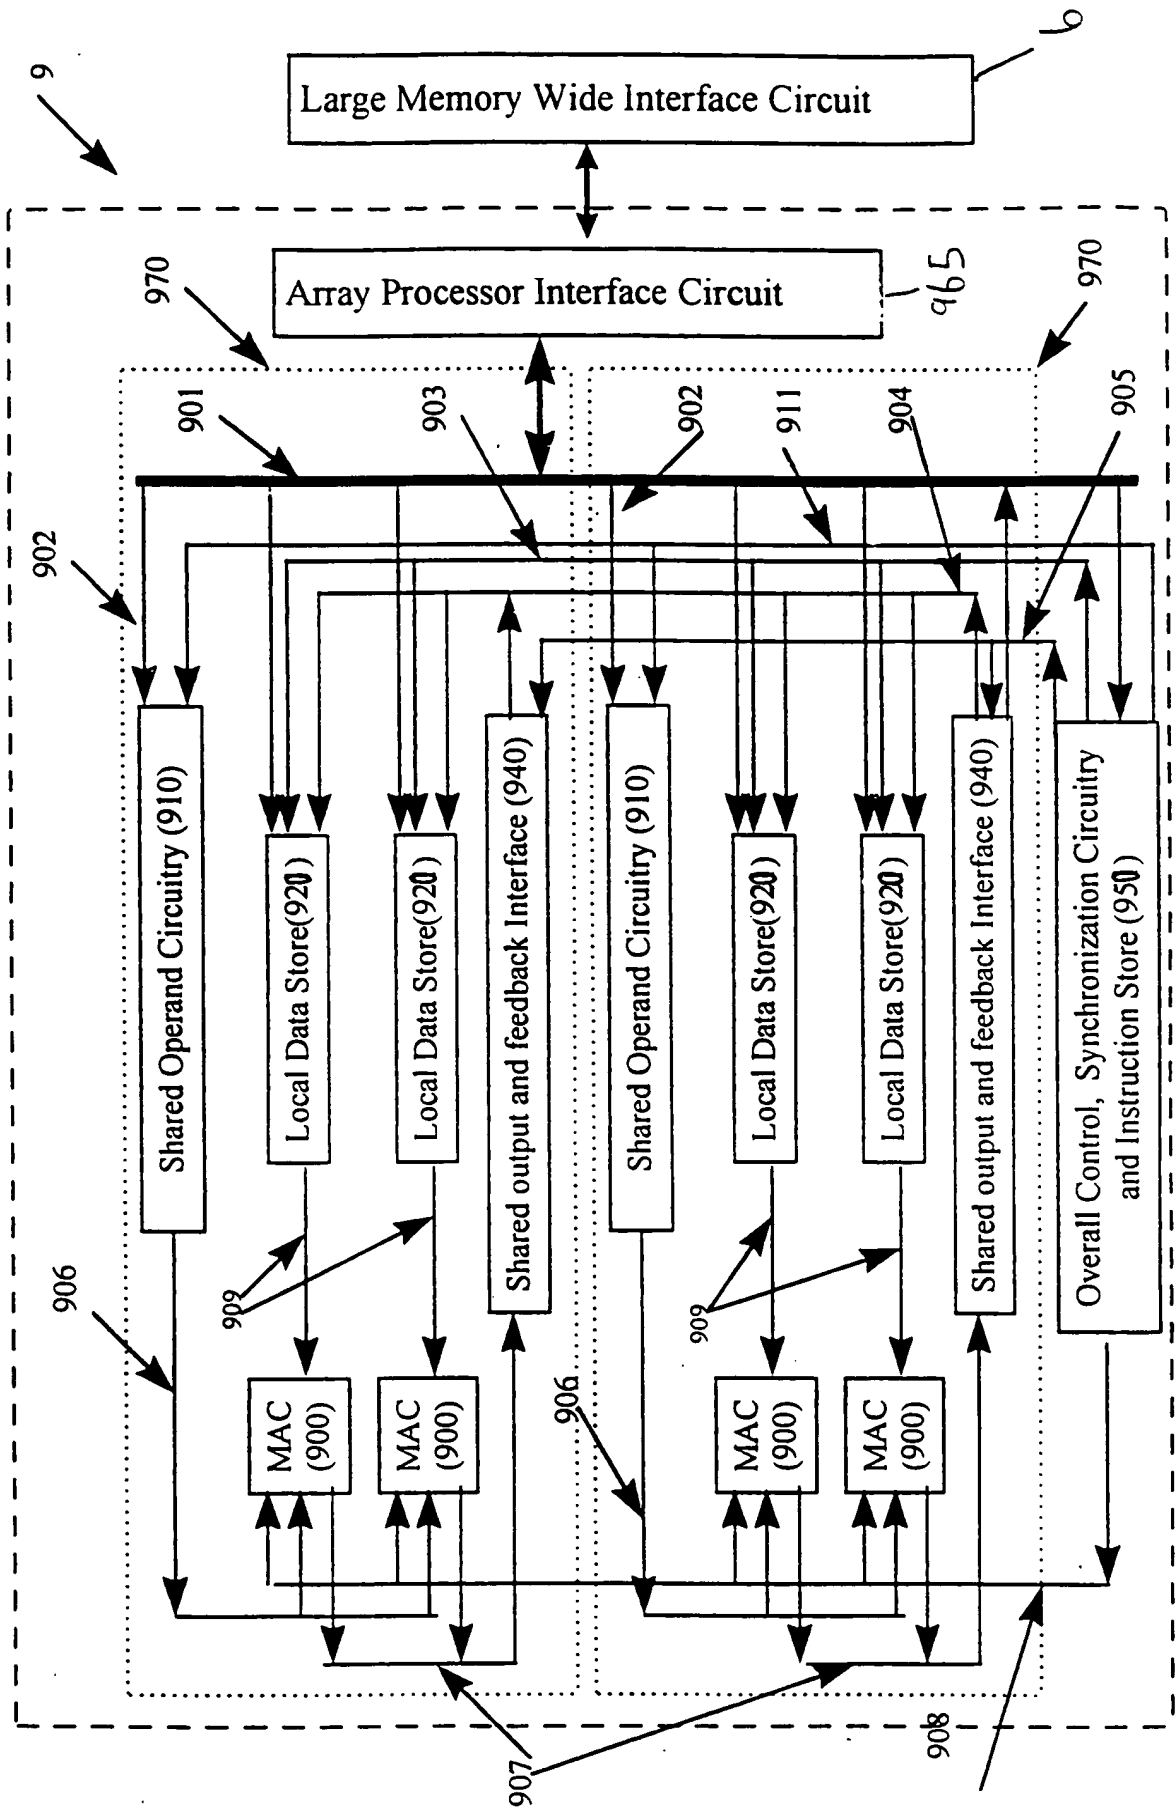 9
6
Large Memory Wide Interface Circuit
Array Processor Interface Circuit
965
970
970
901
903
902
911
904
905
902
Shared Operand Circuitry (910)
Local Data Store(920)
Local Data Store(920)
Shared output and feedback Interface (940)
Shared Operand Circuitry (910)
Local Data Store(920)
Local Data Store(920)
Shared output and feedback Interface (940)
Overall Control, Synchronization Circuitry
and Instruction Store (950)
906
909
909
906
MAC
(900)
MAC
(900)
MAC
(900)
MAC
(900)
907
908